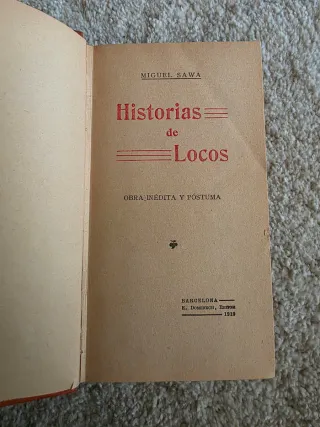 MIGUEL SAWA
Historias
de
Locos
OBRA INÉDITA Y PÓSTUMA
BARCELONA
E. DOMENECH, EDITOR
1910